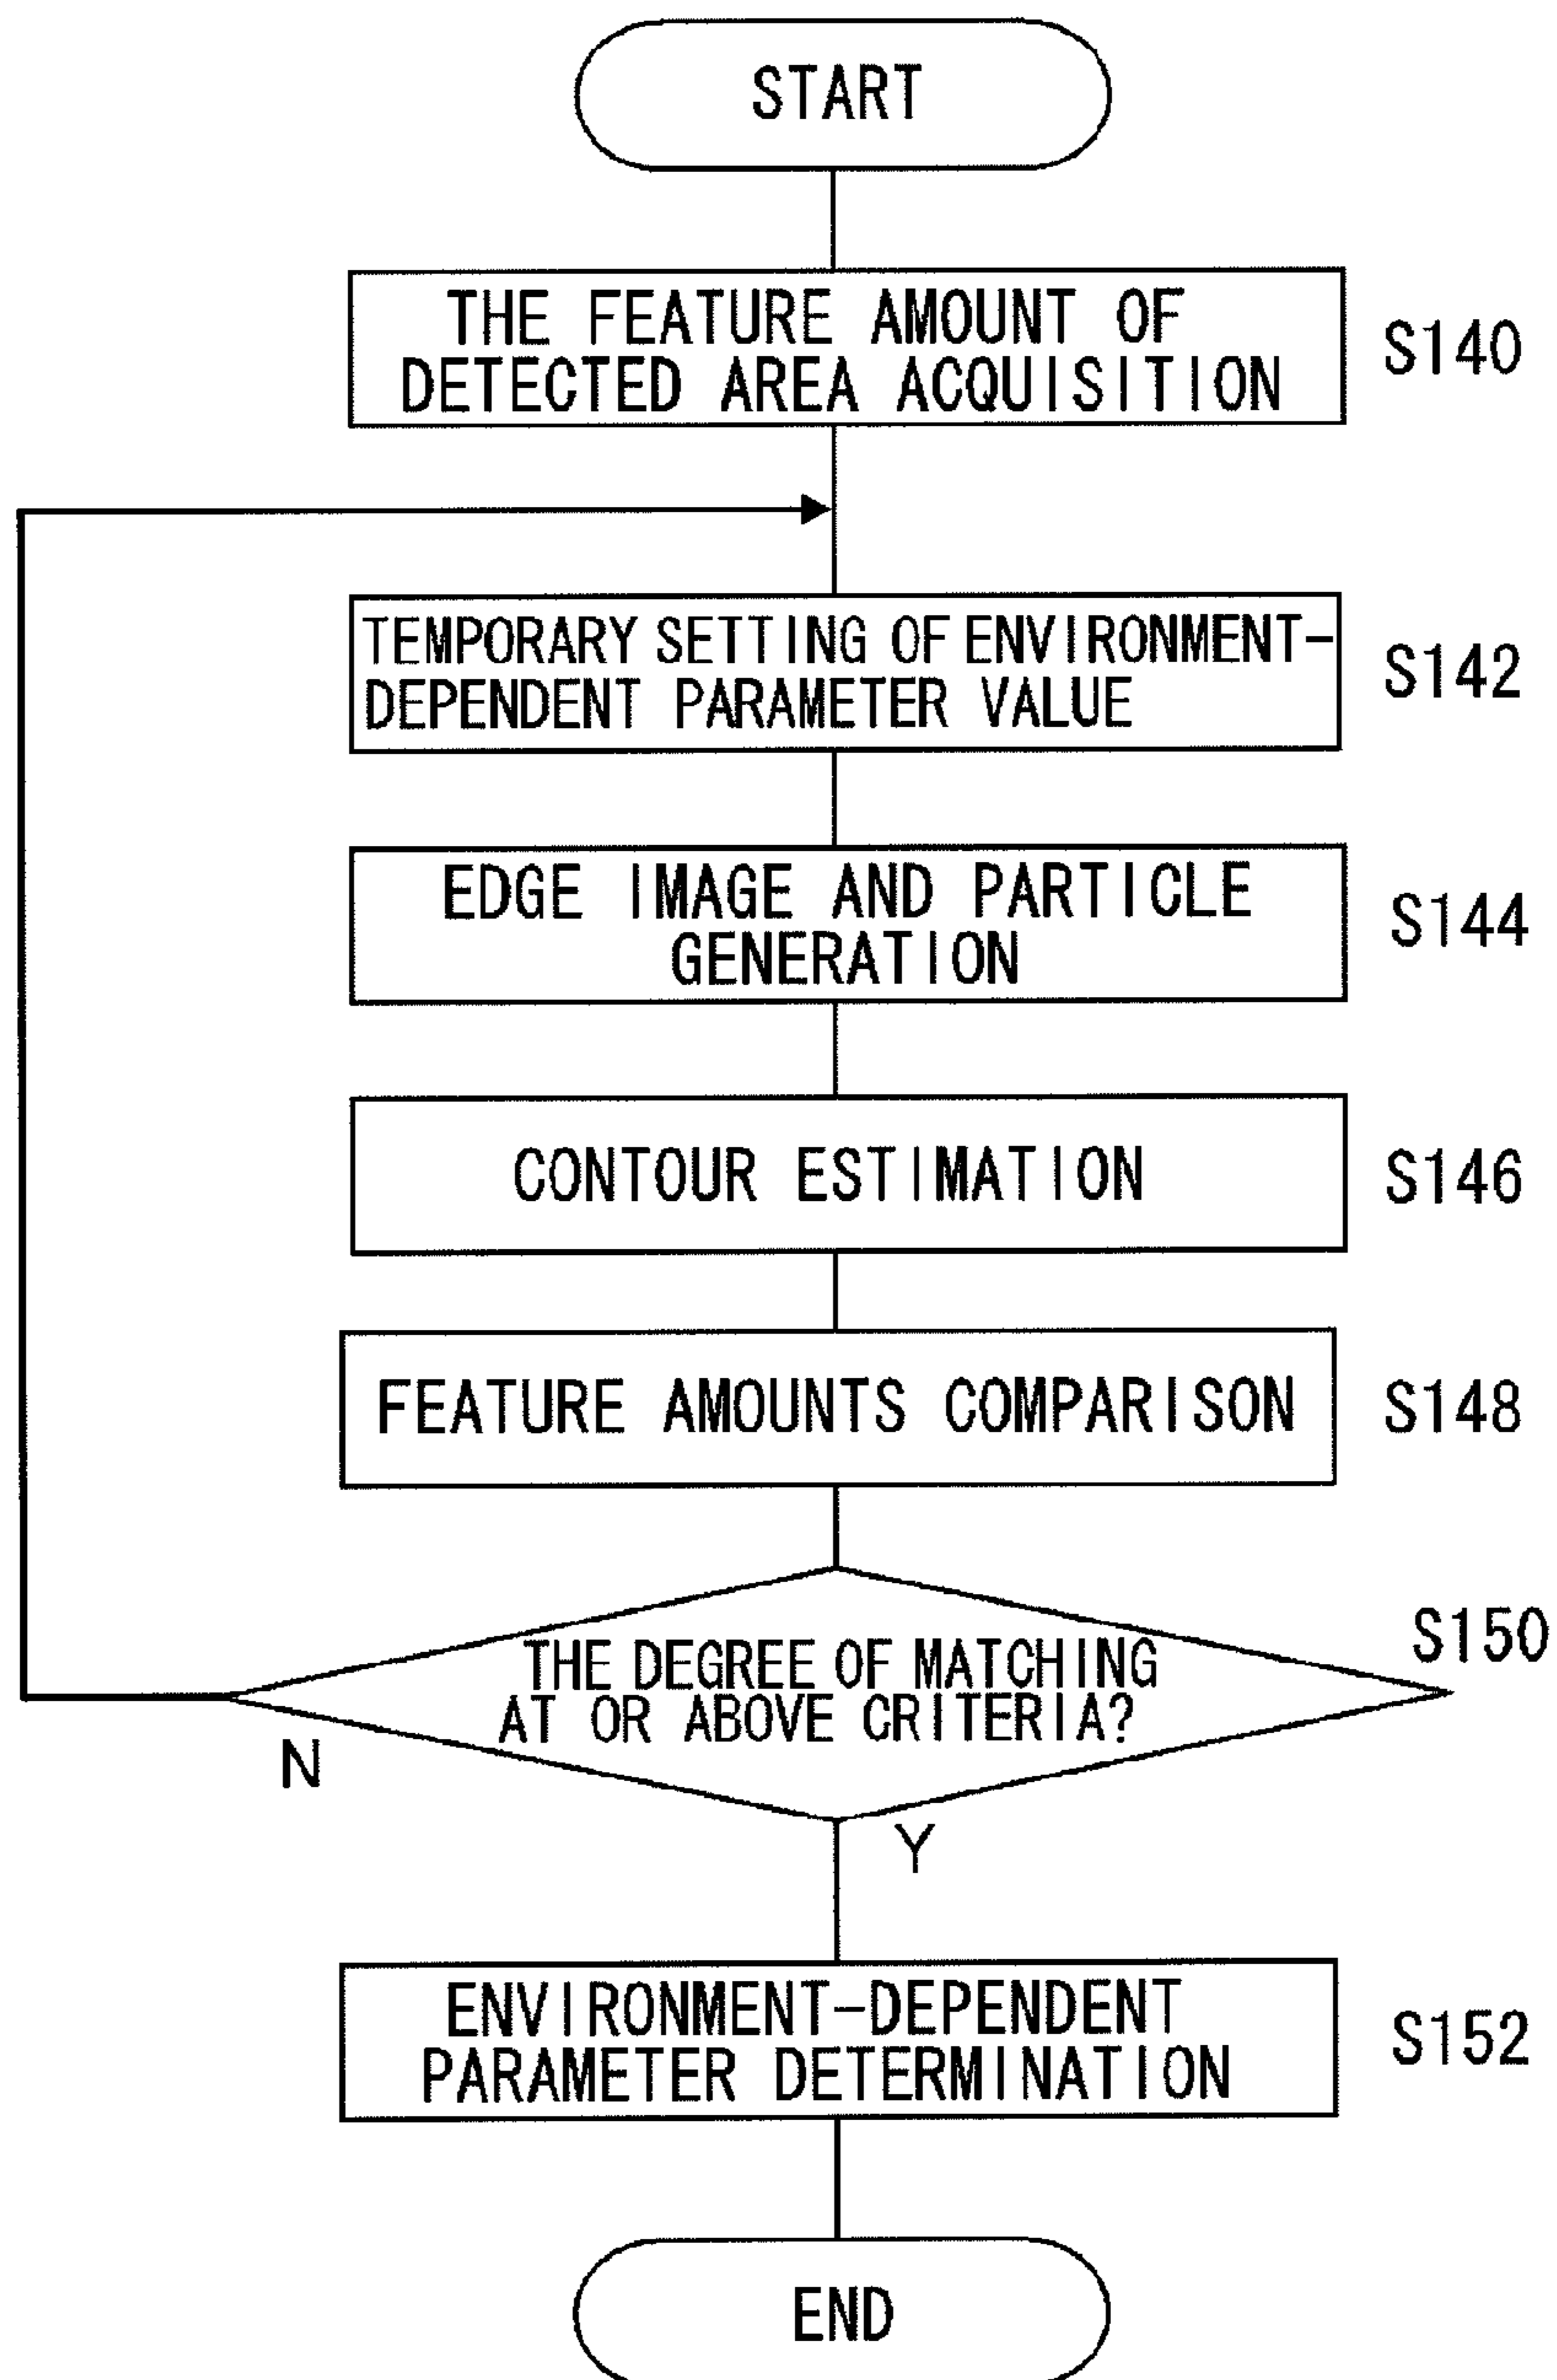 START
THE FEATURE AMOUNT OF
DETECTED AREA ACQUISITION
S140
TEMPORARY SETTING OF ENVIRONMENT-
DEPENDENT PARAMETER VALUE
S142
EDGE IMAGE AND PARTICLE
GENERATION
S144
CONTOUR ESTIMATION
S146
FEATURE AMOUNTS COMPARISON
S148
THE DEGREE OF MATCHING
AT OR ABOVE CRITERIA?
S150
N
Y
ENVIRONMENT-DEPENDENT
PARAMETER DETERMINATION
S152
END